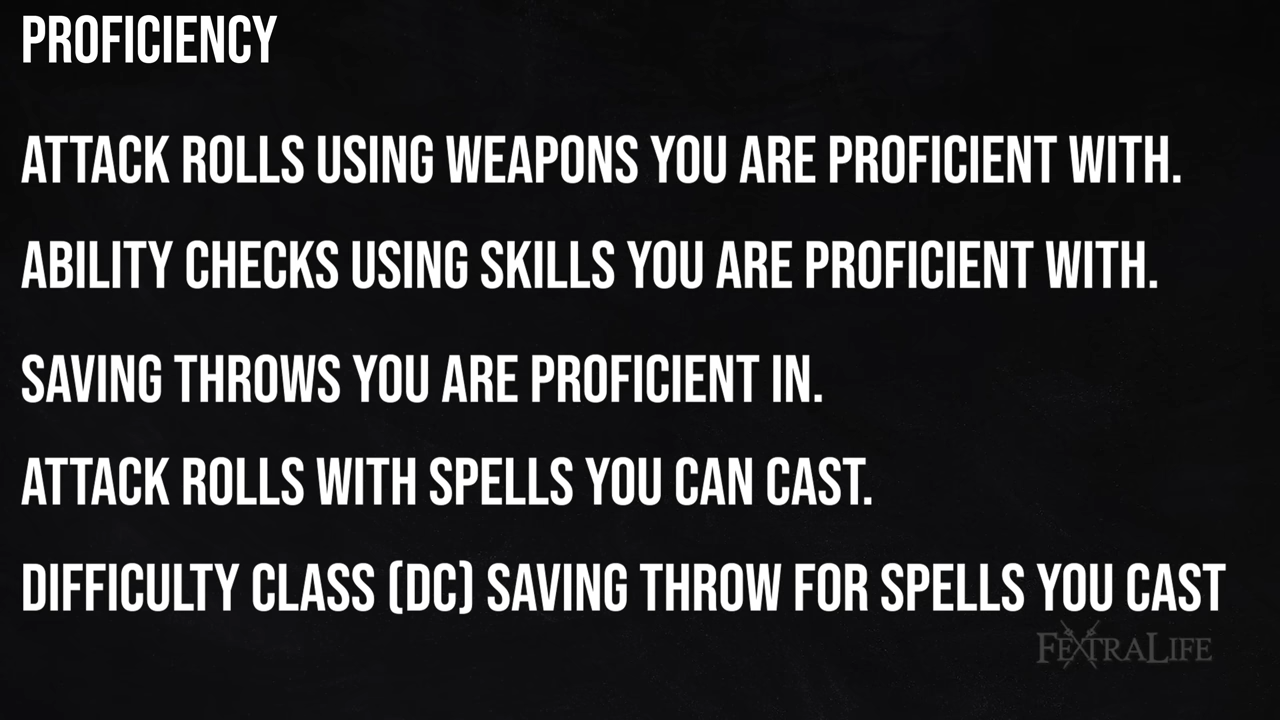 PROFICIENCY
ATTACK ROLLS USING WEAPONS YOU ARE PROFICIENT WITH.
ABILITY CHECKS USING SKILLS YOU ARE PROFICIENT WITH.
SAVING THROWS YOU ARE PROFICIENT IN.
ATTACK ROLLS WITH SPELLS YOU CAN CAST.
DIFFICULTY CLASS (DC) SAVING THROW FOR SPELLS YOU CAST
FEXTRALIFE